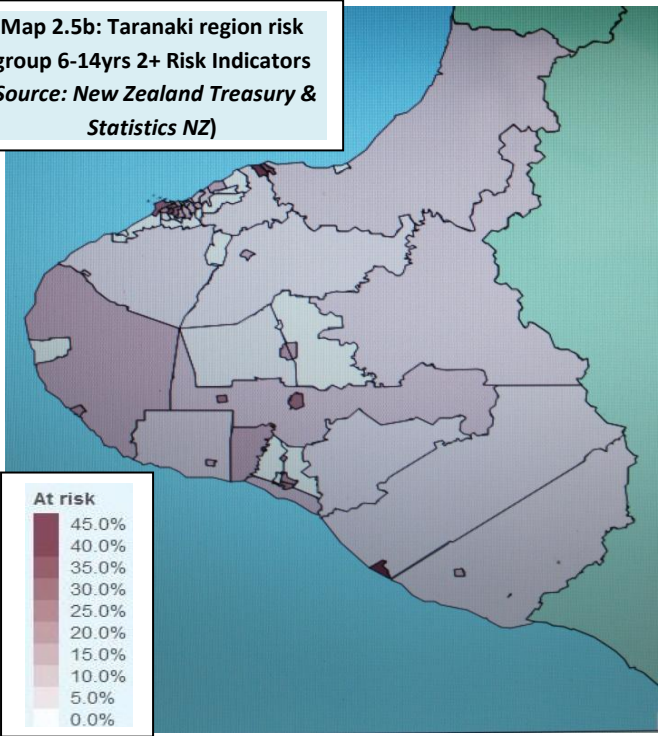 Map 2.5b: Taranaki region risk
group 6-14yrs 2+ Risk Indicators
Source: New Zealand Treasury &
Statistics NZ)
At risk
45.0%
40.0%
35.0%
30.0%
25.0%
20.0%
15.0%
10.0%
5.0%
0.0%